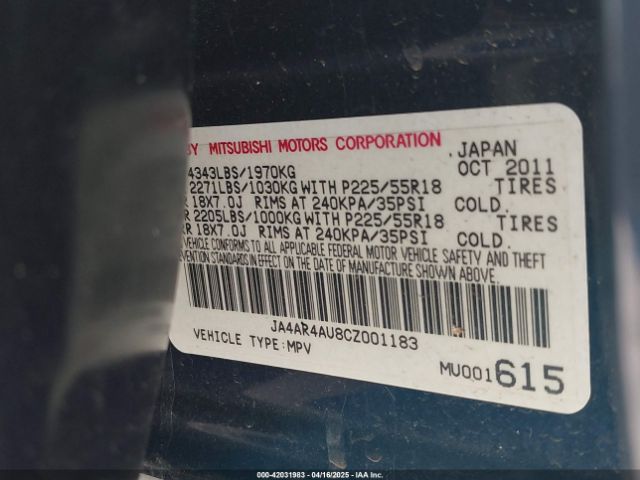 BY MITSUBISHI MOTORS CORPORATION .JAPAN
4343LBS/1970KG OCT 2011
2271LBS/1030KG WITH P225/55R18 TIRES
R 18X7.0J RIMS AT 240KPA/35PSI COLD.
R 2205LBS/1000KG WITH P225/55R18 TIRES
RR 18X7.0J RIMS AT 240KPA/35PSI COLD.
VEHICLE CONFORMS TO ALL APPLICABLE FEDERAL MOTOR VEHICLE SAFETY AND THEFT
STANDARDS IN EFFECT ON THE DATE OF MANUFACTURE SHOWN ABOVE.
JA4AR4AU8CZ001183
VEHICLE TYPE:MPV
MU001615
000-42031983 / 04/16/2025 - IAA Inc.